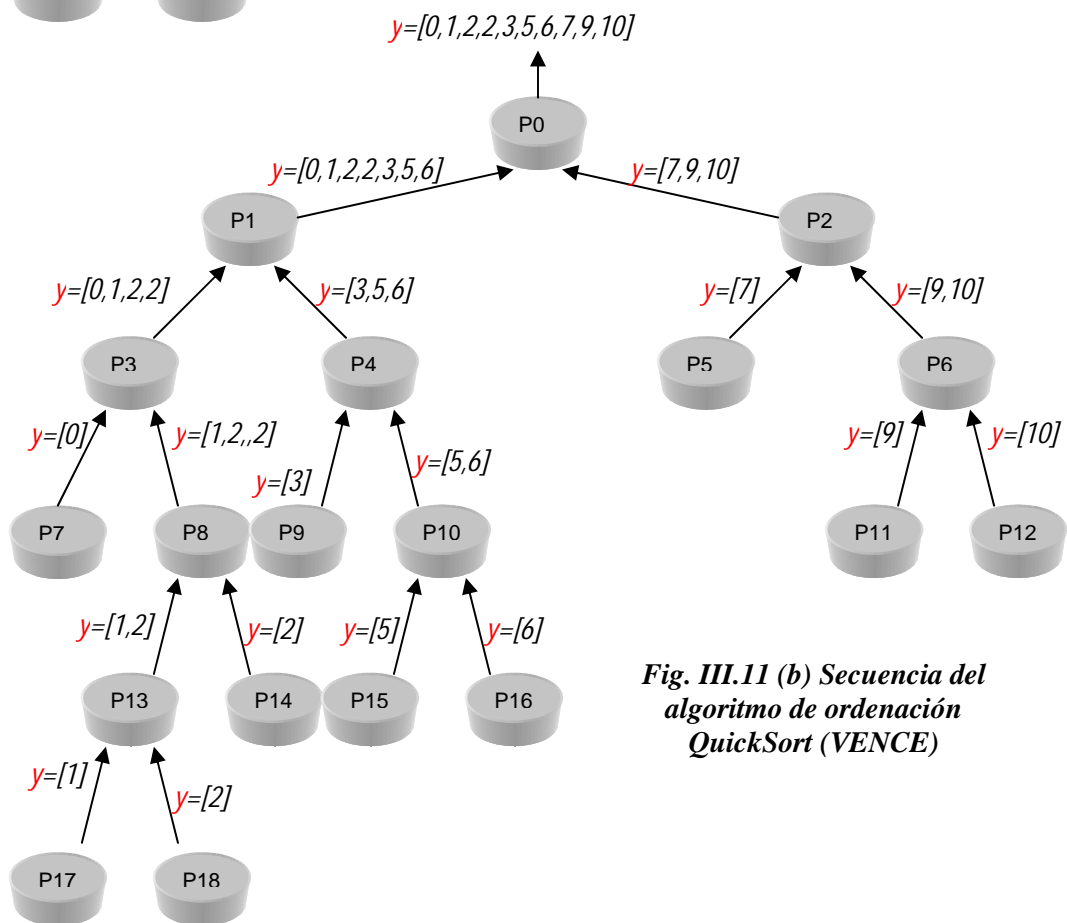 y=[0,1,2,2,3,5,6,7,9,10]
P0
y=[0,1,2,2,3,5,6]
y=[7,9,10]
P1
P2
y=[0,1,2,2]
y=[3,5,6]
y=[7]
y=[9,10]
P3
P4
P5
P6
y=[0]
y=[1,2,,2]
y=[3]
y=[5,6]
y=[9]
y=[10]
P7
P8
P9
P10
P11
P12
y=[1,2]
y=[2]
y=[5]
y=[6]
P13
P14
P15
P16
Fig. III.11 (b) Secuencia del
algoritmo de ordenación
QuickSort (VENCE)
y=[1]
y=[2]
P17
P18